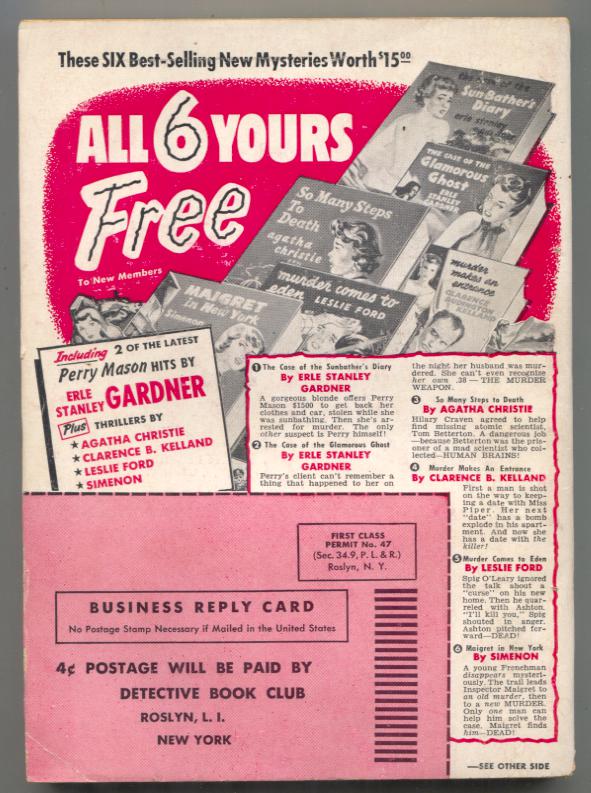 These SIX Best-Selling New Mysteries Worth $15.00
ALL 6 YOURS
Free
To New Members
Sun Bather's
Diary
erle stanley
THE CASE OF THE
Glamorous
Ghost
ERLE
STANLEY
GARDNER
So Many Steps
To
Death
agatha
christie
murder
makes an
entrance
CLARENCE
BUDINGTON
KELLAND
murder comes to
eden
LESLIE FORD
MAIGRET
in New York
Including 2 OF THE LATEST
Perry Mason HITS BY
ERLE
STANLEY GARDNER
Plus THRILLERS BY
★ AGATHA CHRISTIE
★ CLARENCE B. KELLAND
★ LESLIE FORD
★ SIMENON
1 The Case of the Sunbather's Diary
By ERLE STANLEY
GARDNER
A gorgeous blonde offers Perry
Mason $1500 to get back her
clothes and car, stolen while she
was sunbathing. Then she's ar-
rested for murder. The only
other suspect is Perry himself!
2 The Case of the Glamorous Ghost
By ERLE STANLEY
GARDNER
Perry's client can't remember a
thing that happened to her on
the night her husband was mur-
dered. She can't even recognize
her own .38 — THE MURDER
WEAPON.
3 So Many Steps to Death
By AGATHA CHRISTIE
Hilary Craven agreed to help
find missing atomic scientist,
Tom Betterton. A dangerous job
—because Betterton was the pris-
oner of a mad scientist who col-
lected—HUMAN BRAINS!
4 Murder Makes An Entrance
By CLARENCE B. KELLAND
First a man is shot
on the way to keep-
ing a date with Miss
Piper. Her next
"date" has a bomb
explode in his apart-
ment. And now she
has a date with the
killer!
5 Murder Comes to Eden
By LESLIE FORD
Spig O'Leary ignored
the talk about a
"curse" on his new
home. Then he quar-
reled with Ashton.
"I'll kill you," Spig
shouted in anger.
Ashton pitched for-
ward—DEAD!
6 Maigret in New York
By SIMENON
A young Frenchman
disappears mysteri-
ously. The trail leads
Inspector Maigret to
an old murder, then
to a new MURDER.
Only one man can
help him solve the
case. Maigret finds
him—DEAD!
FIRST CLASS
PERMIT No. 47
(Sec. 34.9, P. L. & R.)
Roslyn, N. Y.
BUSINESS REPLY CARD
No Postage Stamp Necessary if Mailed in the United States
4¢ POSTAGE WILL BE PAID BY
DETECTIVE BOOK CLUB
ROSLYN, L. I.
NEW YORK
—SEE OTHER SIDE